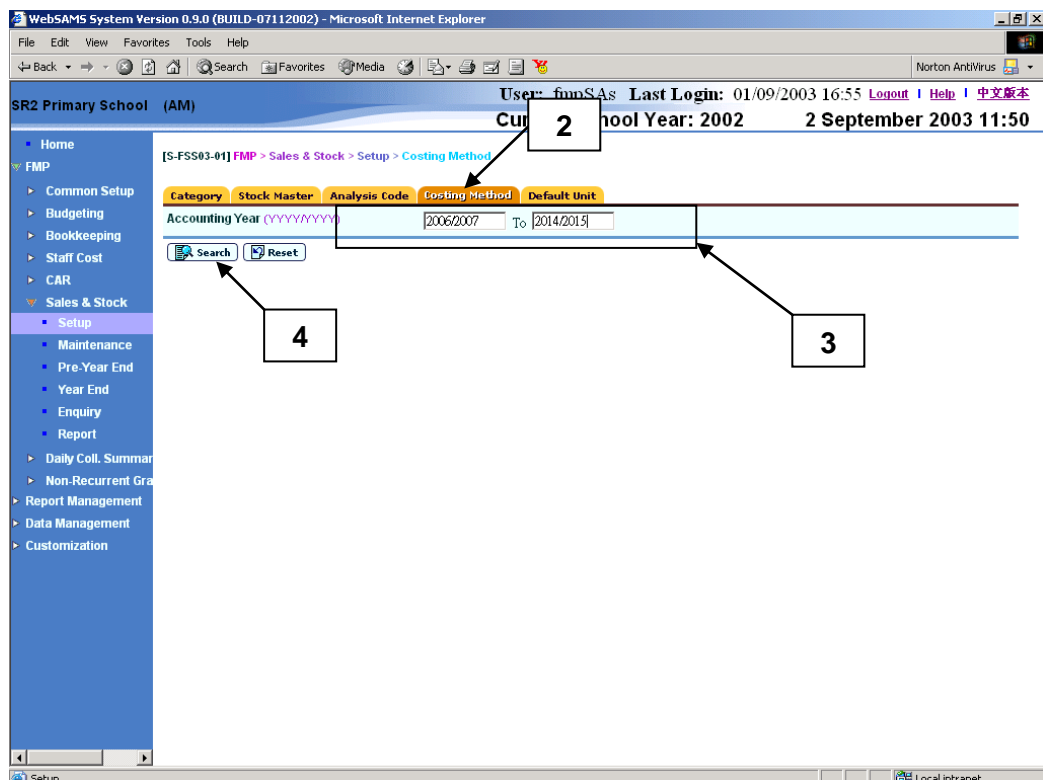 WebSAMS System Version 0.9.0 (BUILD-07112002) - Microsoft Internet Explorer
File Edit View Favorites Tools Help
Back Search Favorites Media Norton AntiVirus
User: fmpSAs Last Login: 01/09/2003 16:55 Logout | Help | 中文版本
SR2 Primary School (AM)
Cur hool Year: 2002 2 September 2003 11:50
2
Home
[S-FSS03-01] FMP > Sales & Stock > Setup > Costing Method
FMP
Common Setup
Category Stock Master Analysis Code Costing Method Default Unit
Budgeting
Accounting Year (YYYY/YYYY) 2006/2007 To 2014/2015
Bookkeeping
Staff Cost
Search Reset
CAR
Sales & Stock
Setup
4
3
Maintenance
Pre-Year End
Year End
Enquiry
Report
Daily Coll. Summar
Non-Recurrent Gra
Report Management
Data Management
Customization
Setup Local intranet